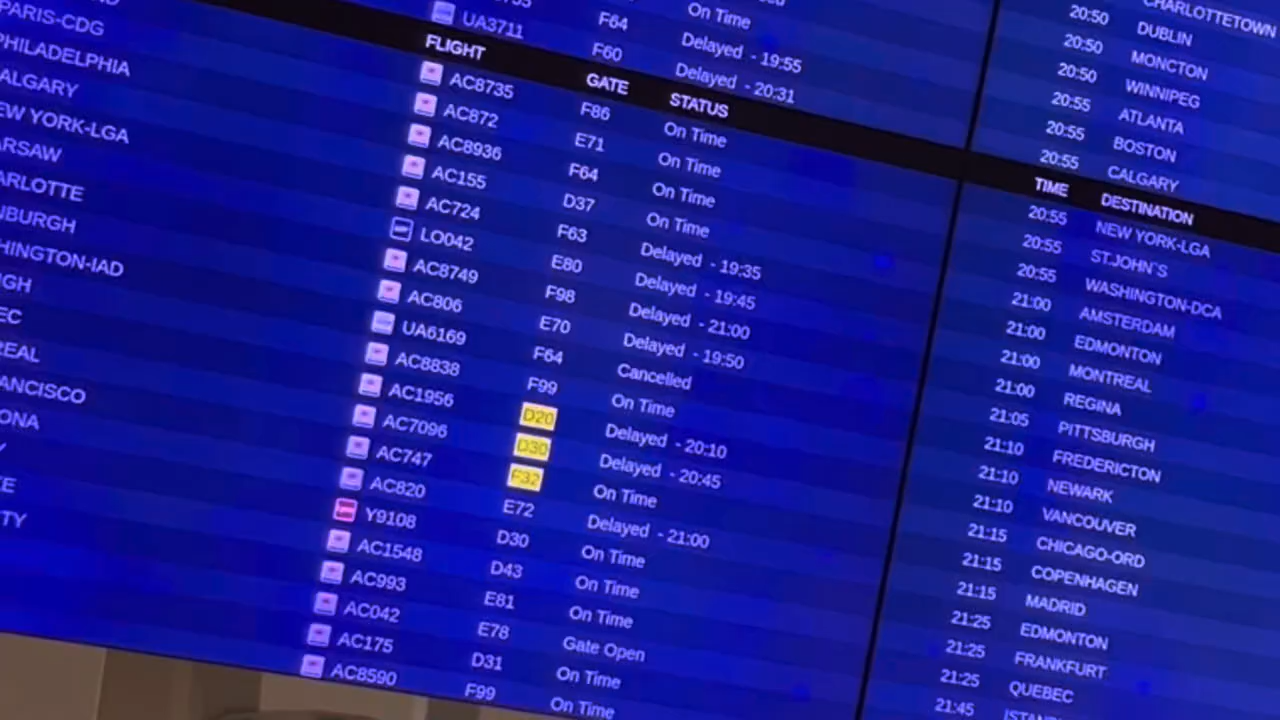 On Time
UA3711 F64 Delayed - 19:55
F60 Delayed - 20:31
FLIGHT GATE STATUS
AC8735 F86 On Time
PARIS-CDG AC872 E71 On Time
PHILADELPHIA AC8936 F64 On Time
ALGARY AC155 D37 On Time
EW YORK-LGA AC724 F63 Delayed - 19:35
ARSAW LO042 E80 Delayed - 19:45
ARLOTTE AC8749 F98 Delayed - 21:00
NBURGH AC806 E70 Delayed - 19:50
HINGTON-IAD UA6169 F64 Cancelled
GH AC8838 F99 On Time
EC AC1956 D20 Delayed - 20:10
REAL AC7096 D30 Delayed - 20:45
ANCISCO AC747 F32 On Time
ONA AC820 E72 Delayed - 21:00
Y Y9108 D30 On Time
EE AC1548 D43 On Time
TY AC993 E81 On Time
AC042 E78 Gate Open
AC175 D31 On Time
AC8590 F99 On Time
CHARLOTTETOWN
20:50 DUBLIN
20:50 MONCTON
20:50 WINNIPEG
20:55 ATLANTA
20:55 BOSTON
20:55 CALGARY
TIME DESTINATION
20:55 NEW YORK-LGA
20:55 ST.JOHN`S
20:55 WASHINGTON-DCA
21:00 AMSTERDAM
21:00 EDMONTON
21:00 MONTREAL
21:00 REGINA
21:05 PITTSBURGH
21:10 FREDERICTON
21:10 NEWARK
21:10 VANCOUVER
21:15 CHICAGO-ORD
21:15 COPENHAGEN
21:15 MADRID
21:25 EDMONTON
21:25 FRANKFURT
21:25 QUEBEC
21:45